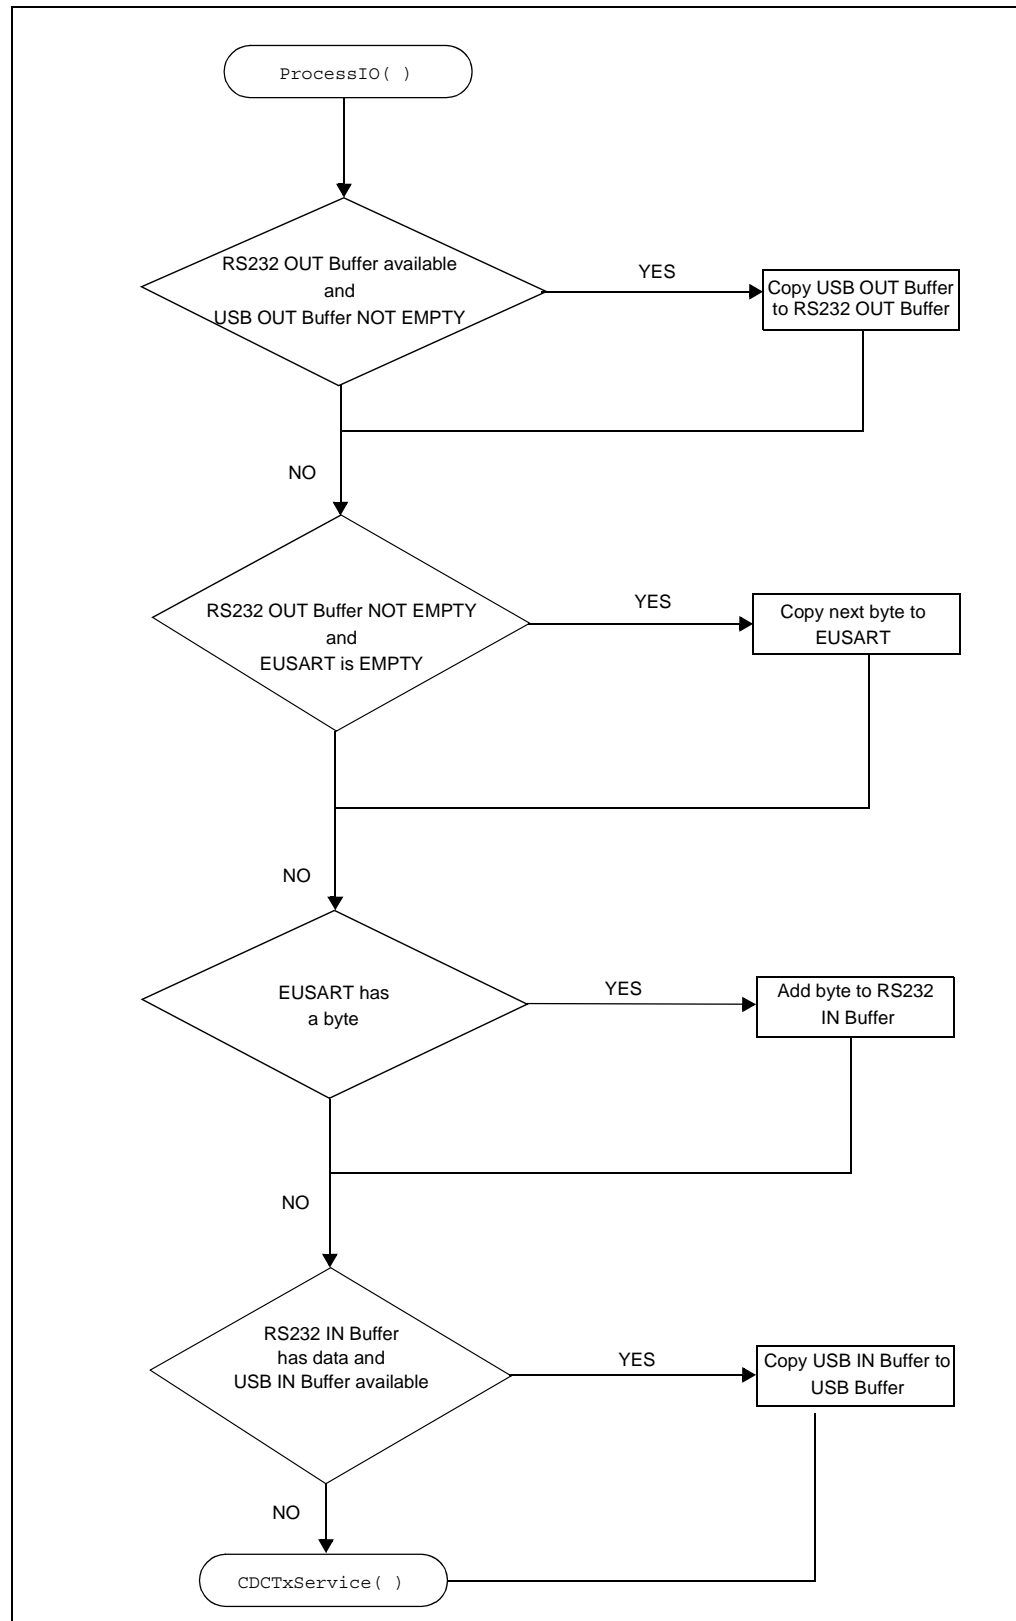 ProcessIO( )
RS232 OUT Buffer available
and
USB OUT Buffer NOT EMPTY
YES
Copy USB OUT Buffer
to RS232 OUT Buffer
NO
RS232 OUT Buffer NOT EMPTY
and
EUSART is EMPTY
YES
Copy next byte to
EUSART
NO
EUSART has
a byte
YES
Add byte to RS232
IN Buffer
NO
RS232 IN Buffer
has data and
USB IN Buffer available
YES
Copy USB IN Buffer to
USB Buffer
NO
CDCTxService( )